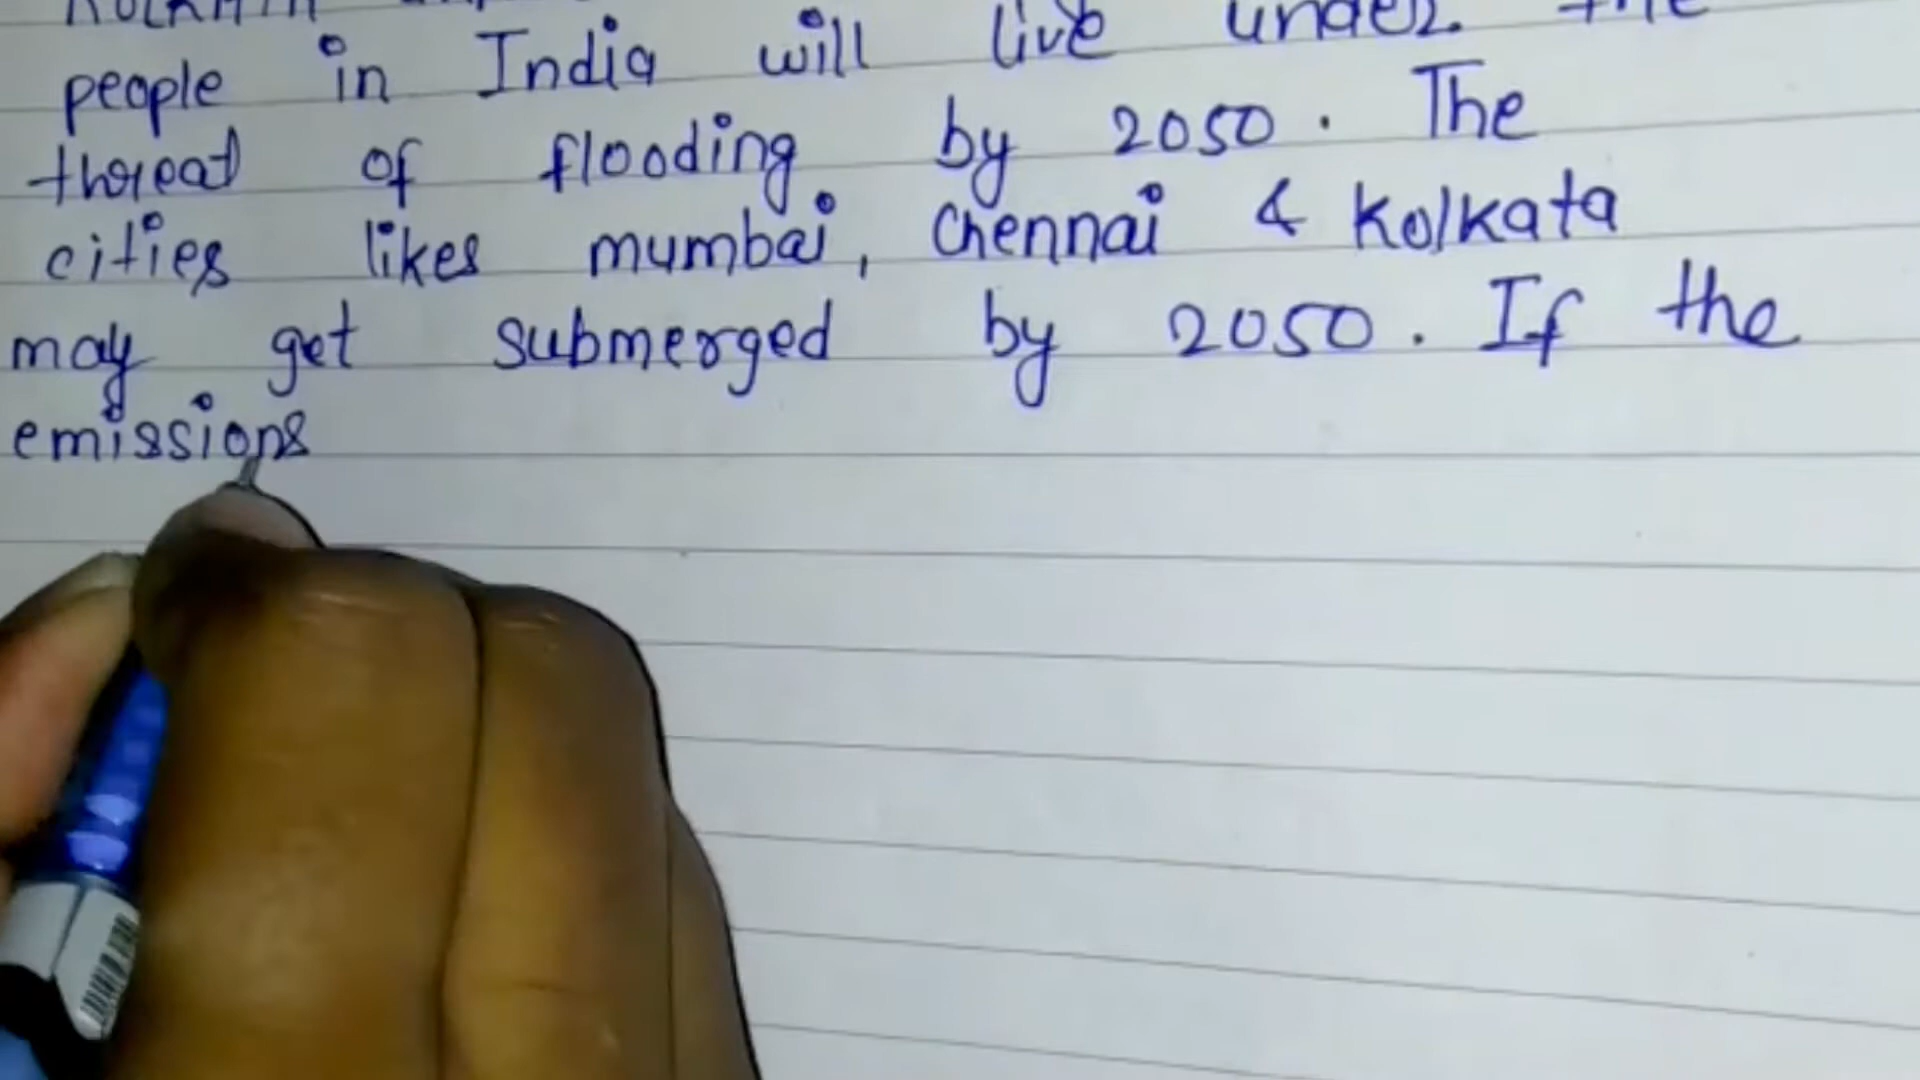 people in India will live under the
threat of flooding by 2050. The
cities likes mumbai, Chennai & Kolkata
may get submerged by 2050. If the
emissions